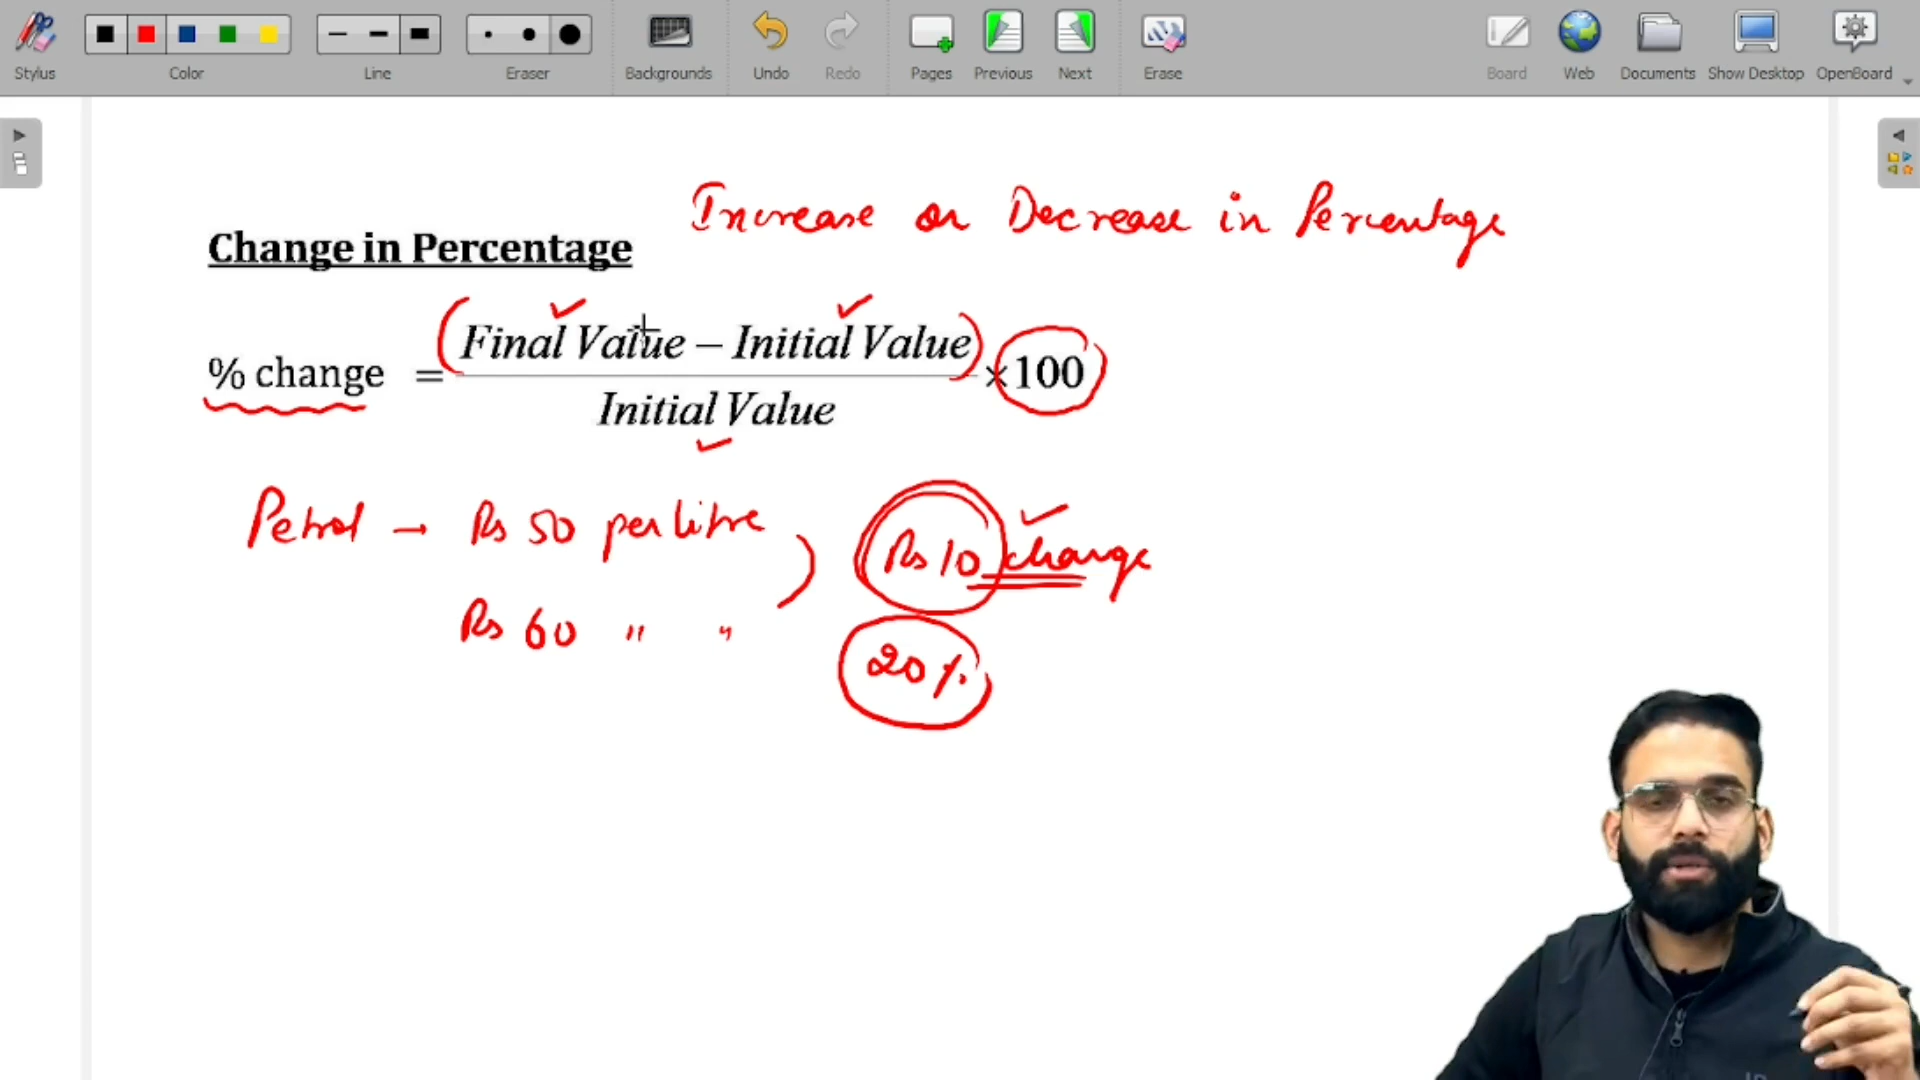 Stylus Color Line Eraser Backgrounds Undo Redo Pages Previous Next Erase Board Web Documents Show Desktop OpenBoard
Increase or Decrease in Percentage
Change in Percentage
% change = (Final Value – Initial Value) × 100
Initial Value
Petrol → Rs 50 per litre
Rs 10 change
Rs 60 " "
20%